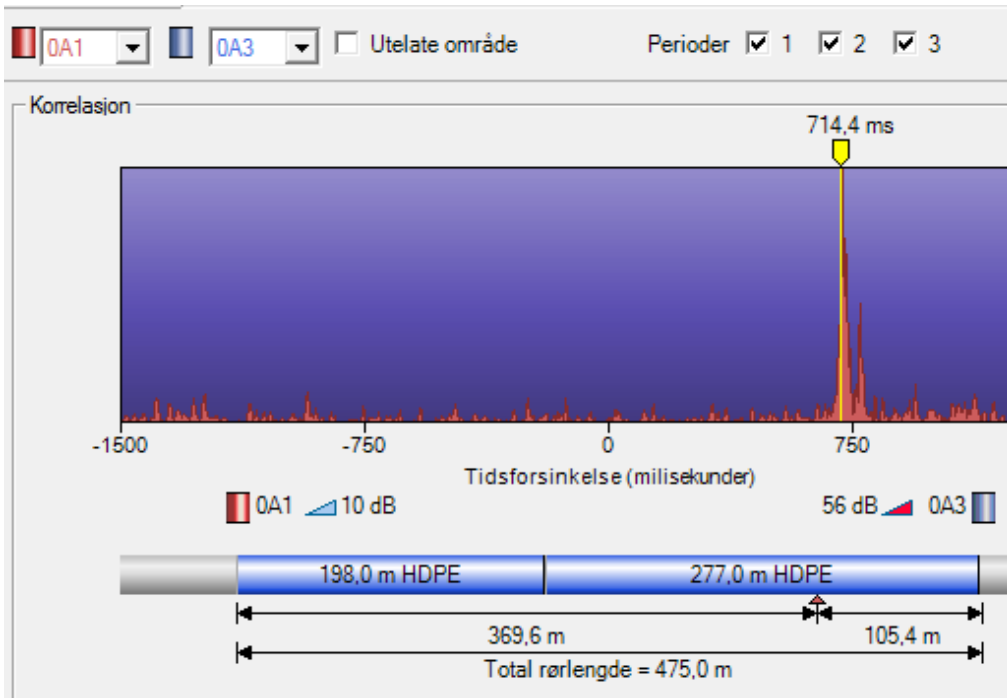 0A1 0A3 Utelate område Perioder 1 2 3
Korrelasjon
714,4 ms
-1500 -750 0 750
Tidsforsinkelse (milisekunder)
0A1 10 dB 56 dB 0A3
198,0 m HDPE 277,0 m HDPE
369,6 m 105,4 m
Total rørlengde = 475,0 m